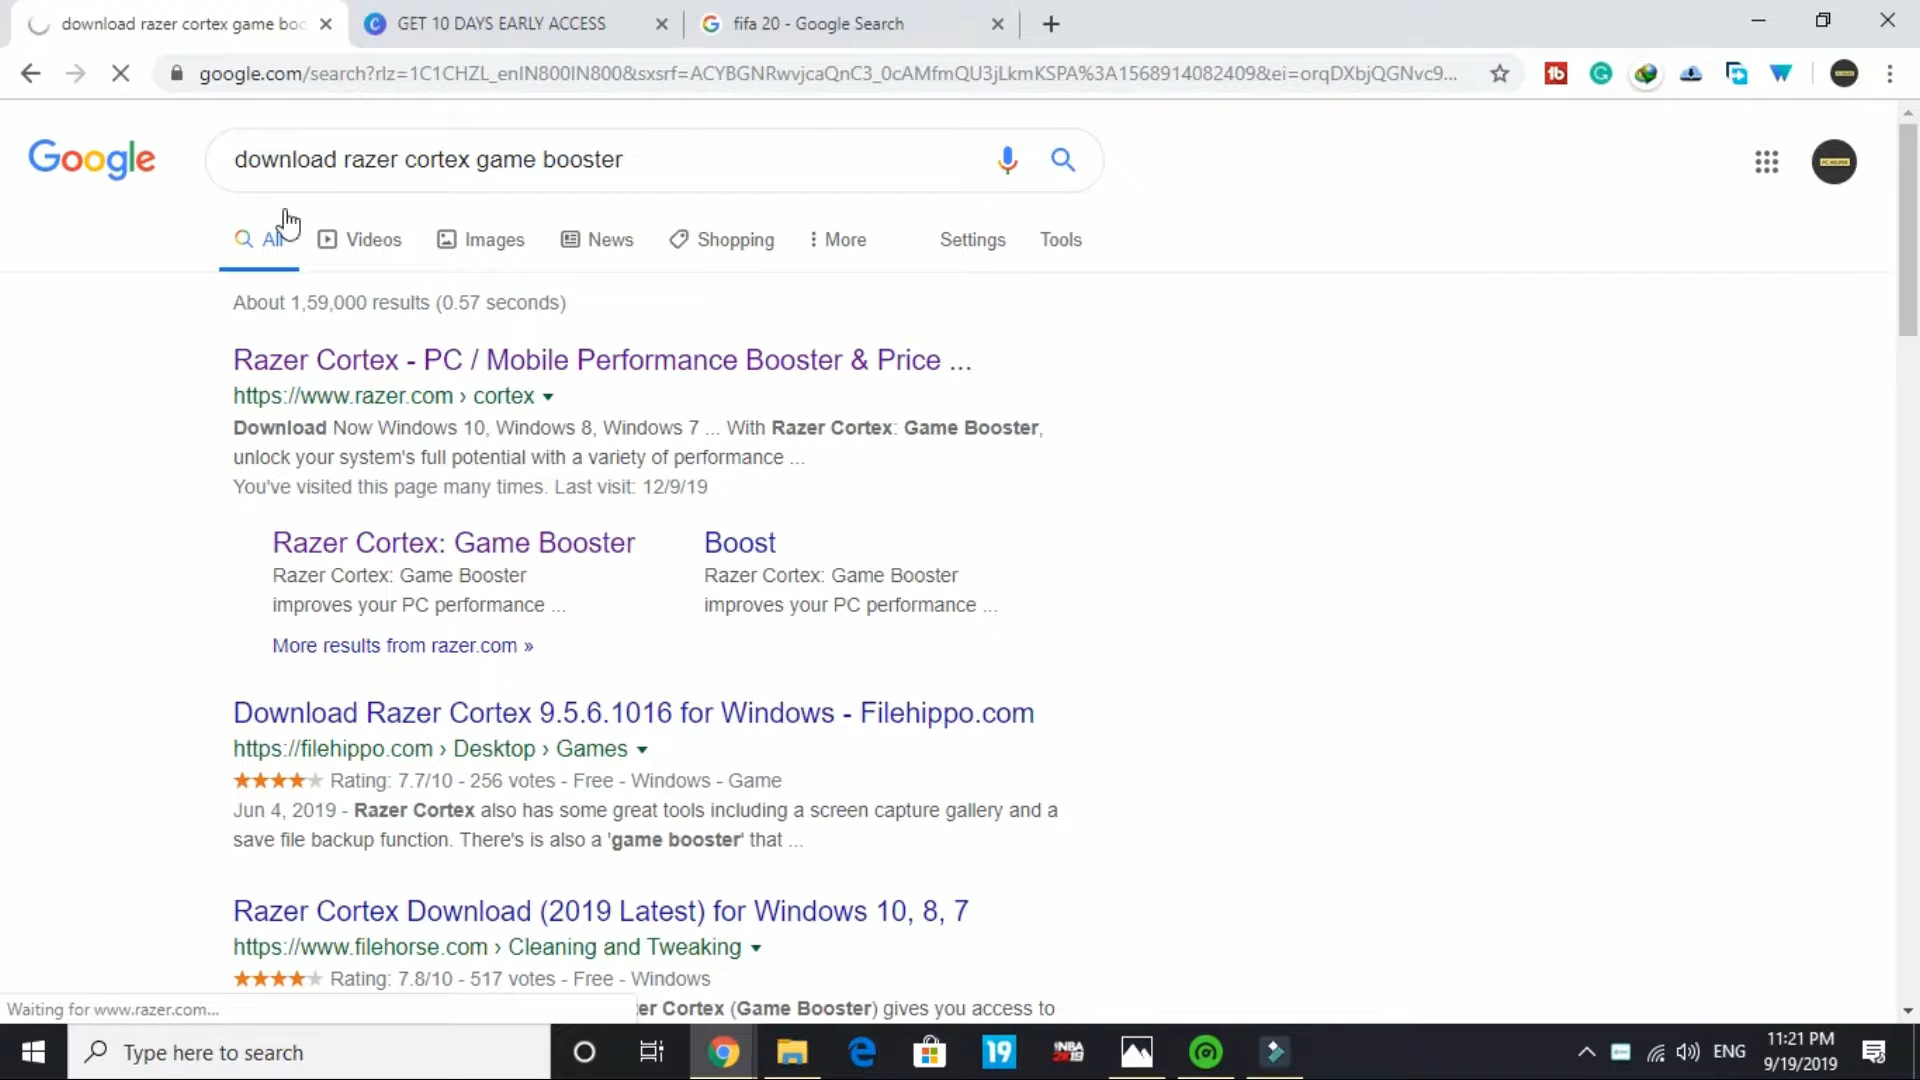 download razer cortex game boo
GET 10 DAYS EARLY ACCESS
fifa 20 - Google Search
google.com/search?rlz=1C1CHZL_enIN800IN800&sxsrf=ACYBGNRwvjcaQnC3_0cAMfmQU3jLkmKSPA%3A1568914082409&ei=orqDXbjQGNvc9...
Google
download razer cortex game booster
All
Videos
Images
News
Shopping
More
Settings
Tools
About 1,59,000 results (0.57 seconds)
Razer Cortex - PC / Mobile Performance Booster & Price ...
https://www.razer.com › cortex
Download Now Windows 10, Windows 8, Windows 7 ... With Razer Cortex: Game Booster,
unlock your system's full potential with a variety of performance ...
You've visited this page many times. Last visit: 12/9/19
Razer Cortex: Game Booster
Boost
Razer Cortex: Game Booster
Razer Cortex: Game Booster
improves your PC performance ...
improves your PC performance ...
More results from razer.com »
Download Razer Cortex 9.5.6.1016 for Windows - Filehippo.com
https://filehippo.com › Desktop › Games
Rating: 7.7/10 - 256 votes - Free - Windows - Game
Jun 4, 2019 - Razer Cortex also has some great tools including a screen capture gallery and a
save file backup function. There's is also a 'game booster' that ...
Razer Cortex Download (2019 Latest) for Windows 10, 8, 7
https://www.filehorse.com › Cleaning and Tweaking
Rating: 7.8/10 - 517 votes - Free - Windows
er Cortex (Game Booster) gives you access to
Waiting for www.razer.com...
Type here to search
19
NBA
2K19
ENG
11:21 PM
9/19/2019